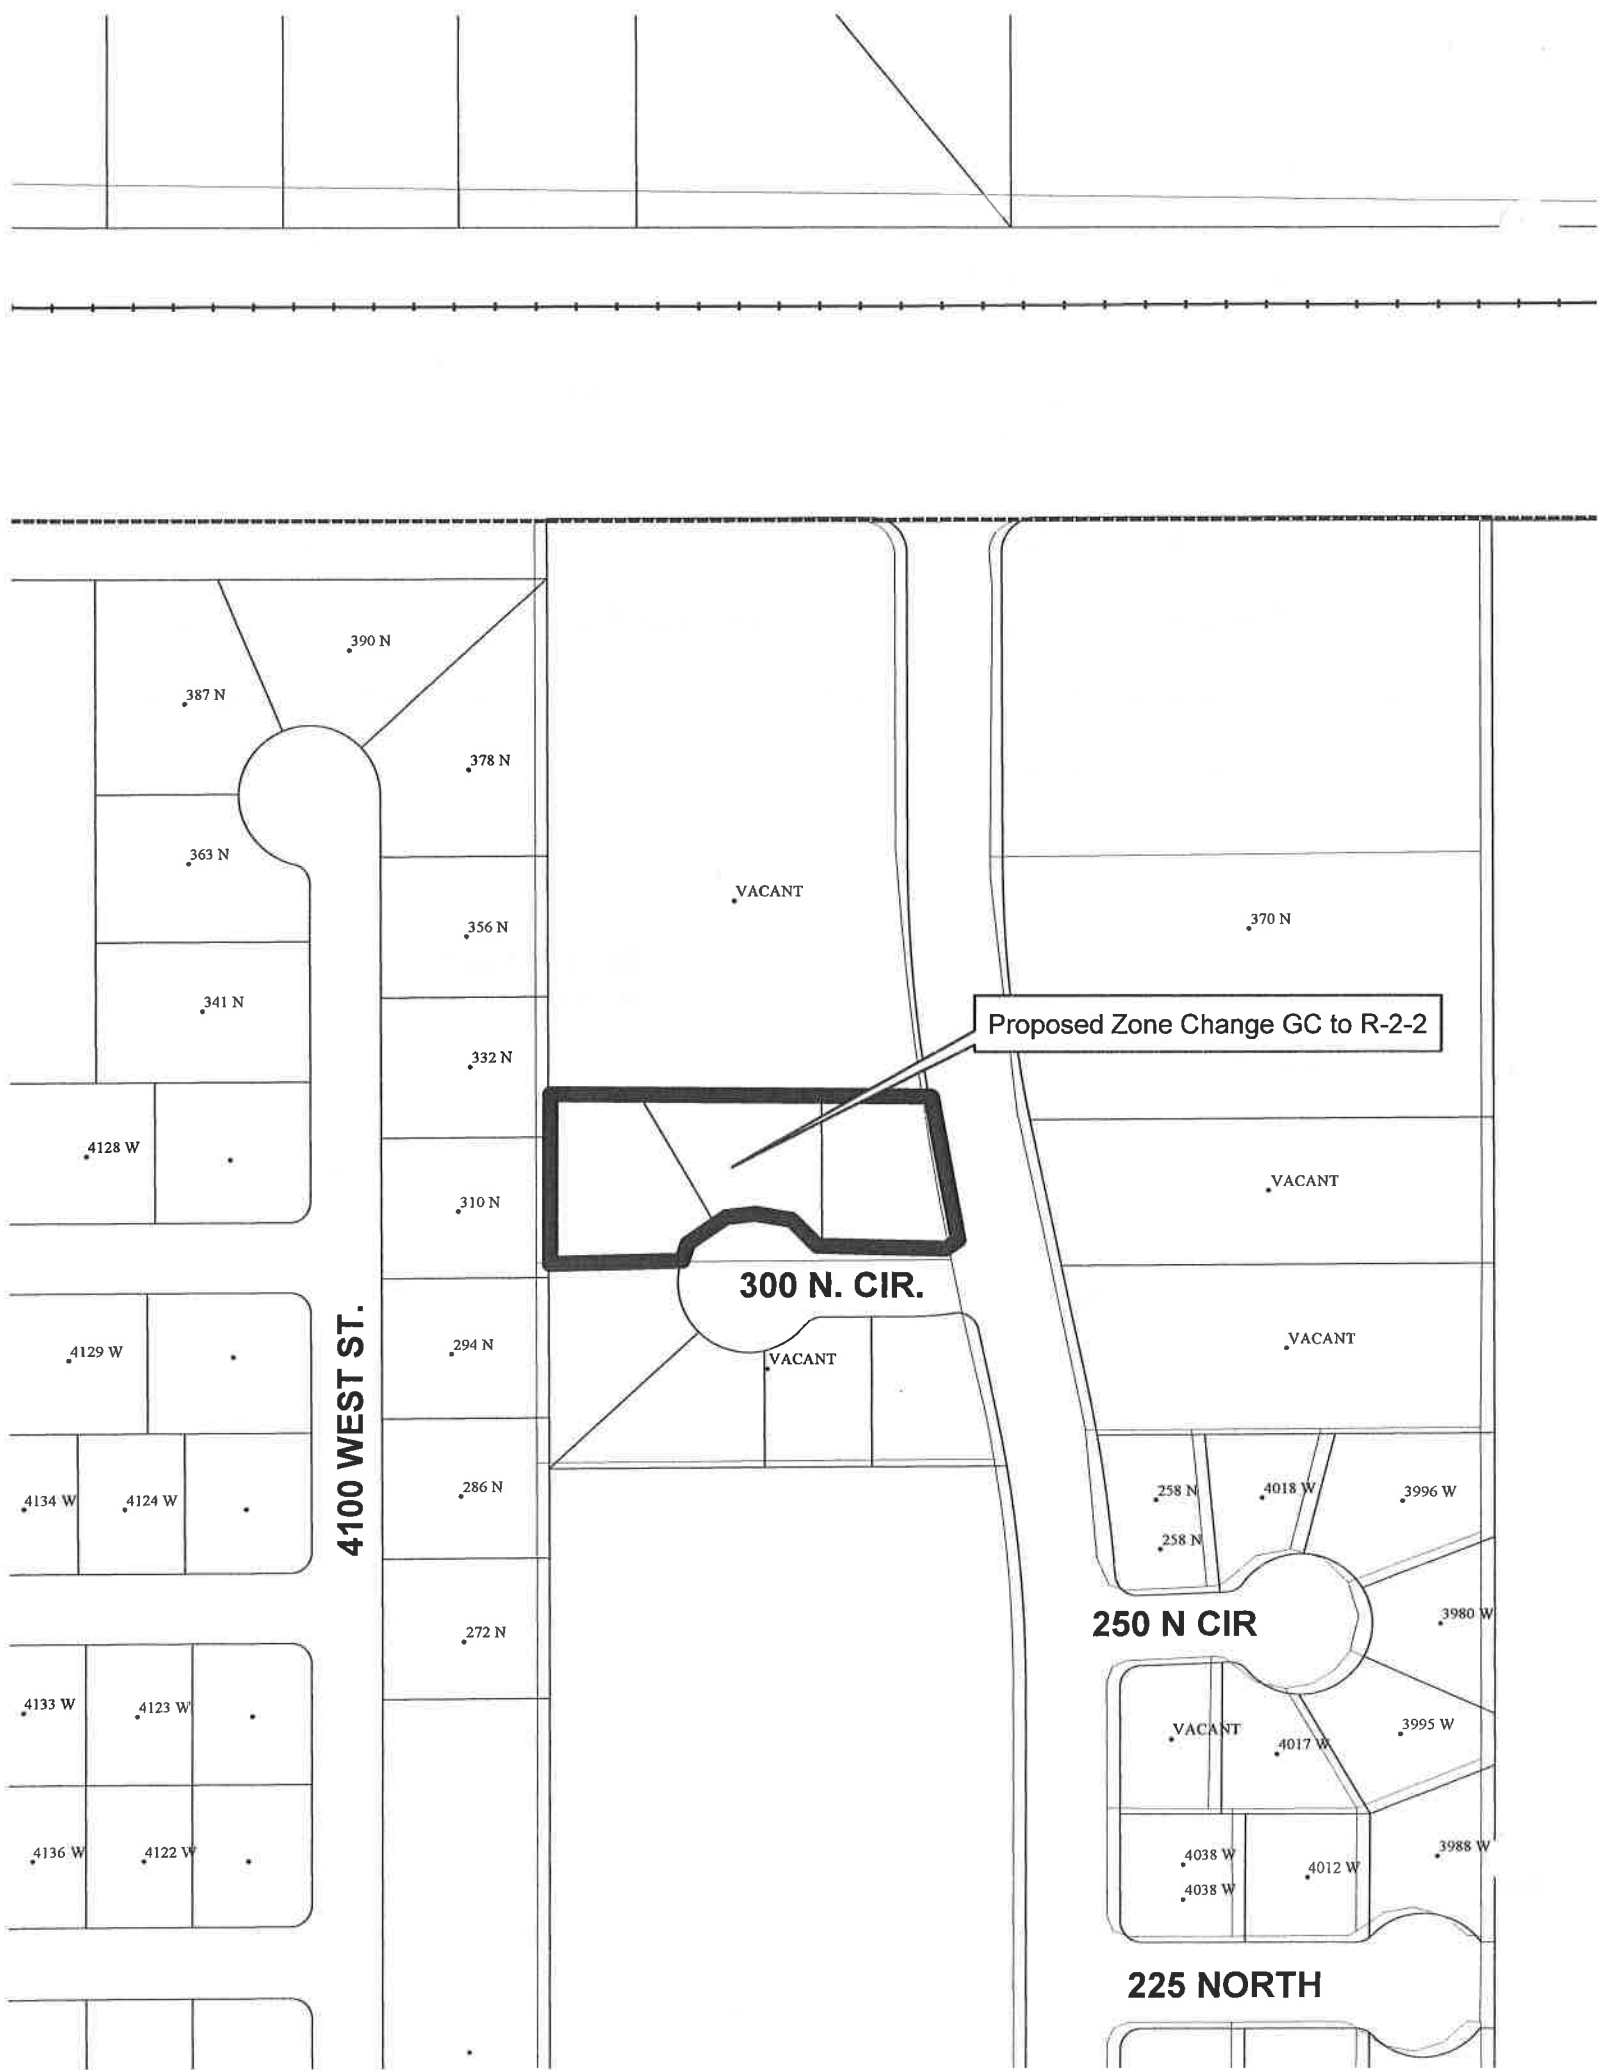 390 N
387 N
378 N
363 N
VACANT
356 N
370 N
341 N
Proposed Zone Change GC to R-2-2
332 N
4128 W
VACANT
310 N
300 N. CIR.
4100 WEST ST.
294 N
VACANT
4129 W
VACANT
286 N
258 N
4018 W
3996 W
4134 W
4124 W
258 N
250 N CIR
3980 W
272 N
4133 W
4123 W
VACANT
4017 W
3995 W
4136 W
4122 W
4038 W
4012 W
3988 W
4038 W
225 NORTH